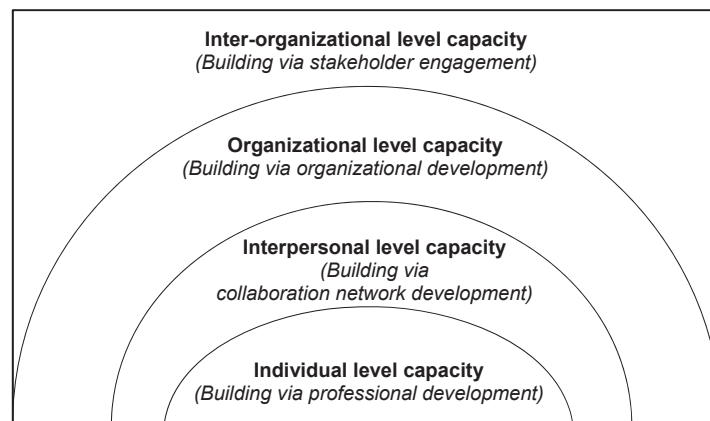 Inter-organizational level capacity
(Building via stakeholder engagement)
Organizational level capacity
(Building via organizational development)
Interpersonal level capacity
(Building via
collaboration network development)
Individual level capacity
(Building via professional development)